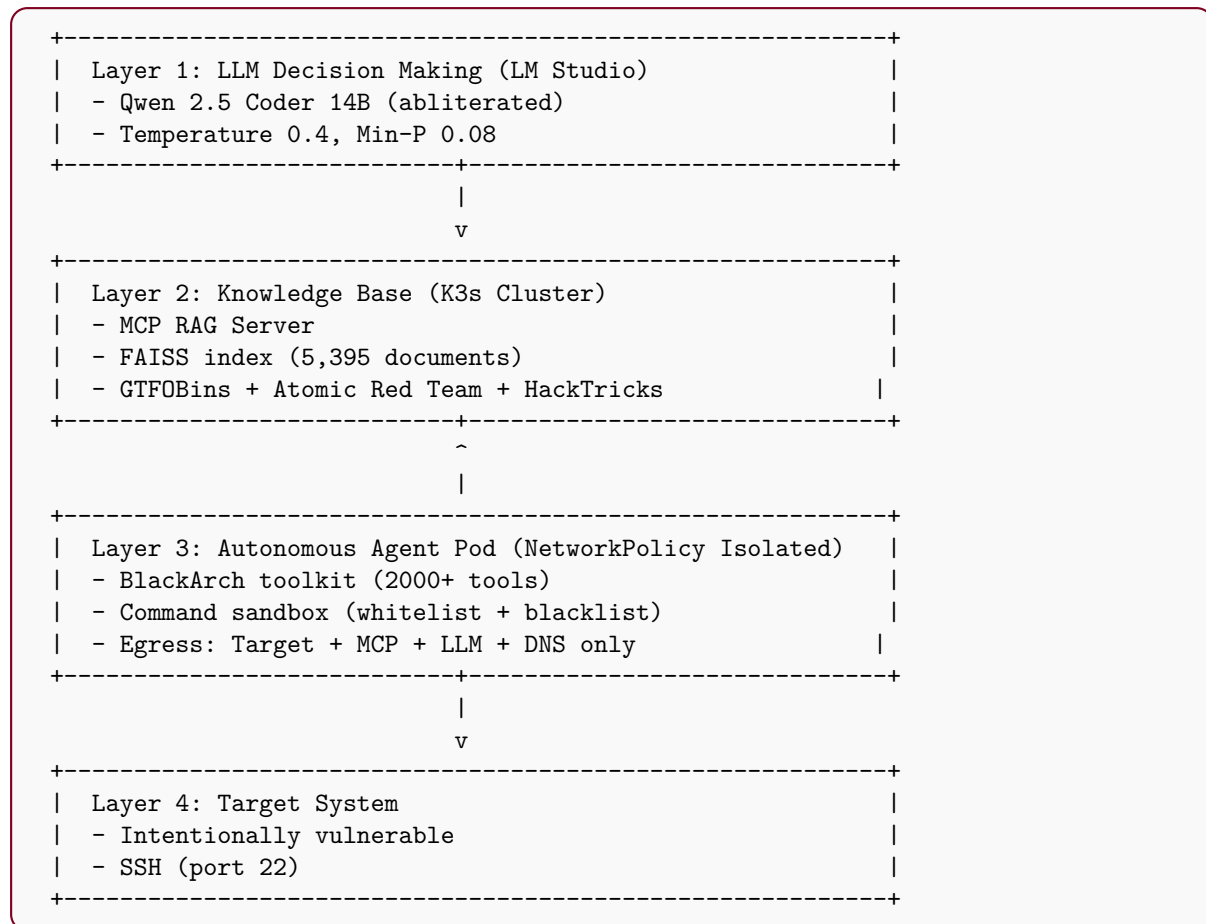 +----------------------------------------------------------+
|  Layer 1: LLM Decision Making (LM Studio)                |
|  - Qwen 2.5 Coder 14B (abliterated)                      |
|  - Temperature 0.4, Min-P 0.08                           |
+---------------------------+------------------------------+
                            |
                            v
+----------------------------------------------------------+
|  Layer 2: Knowledge Base (K3s Cluster)                   |
|  - MCP RAG Server                                        |
|  - FAISS index (5,395 documents)                         |
|  - GTFOBins + Atomic Red Team + HackTricks              |
+---------------------------+------------------------------+
                            ^
                            |
+----------------------------------------------------------+
|  Layer 3: Autonomous Agent Pod (NetworkPolicy Isolated)  |
|  - BlackArch toolkit (2000+ tools)                       |
|  - Command sandbox (whitelist + blacklist)               |
|  - Egress: Target + MCP + LLM + DNS only                |
+---------------------------+------------------------------+
                            |
                            v
+----------------------------------------------------------+
|  Layer 4: Target System                                  |
|  - Intentionally vulnerable                              |
|  - SSH (port 22)                                         |
+----------------------------------------------------------+